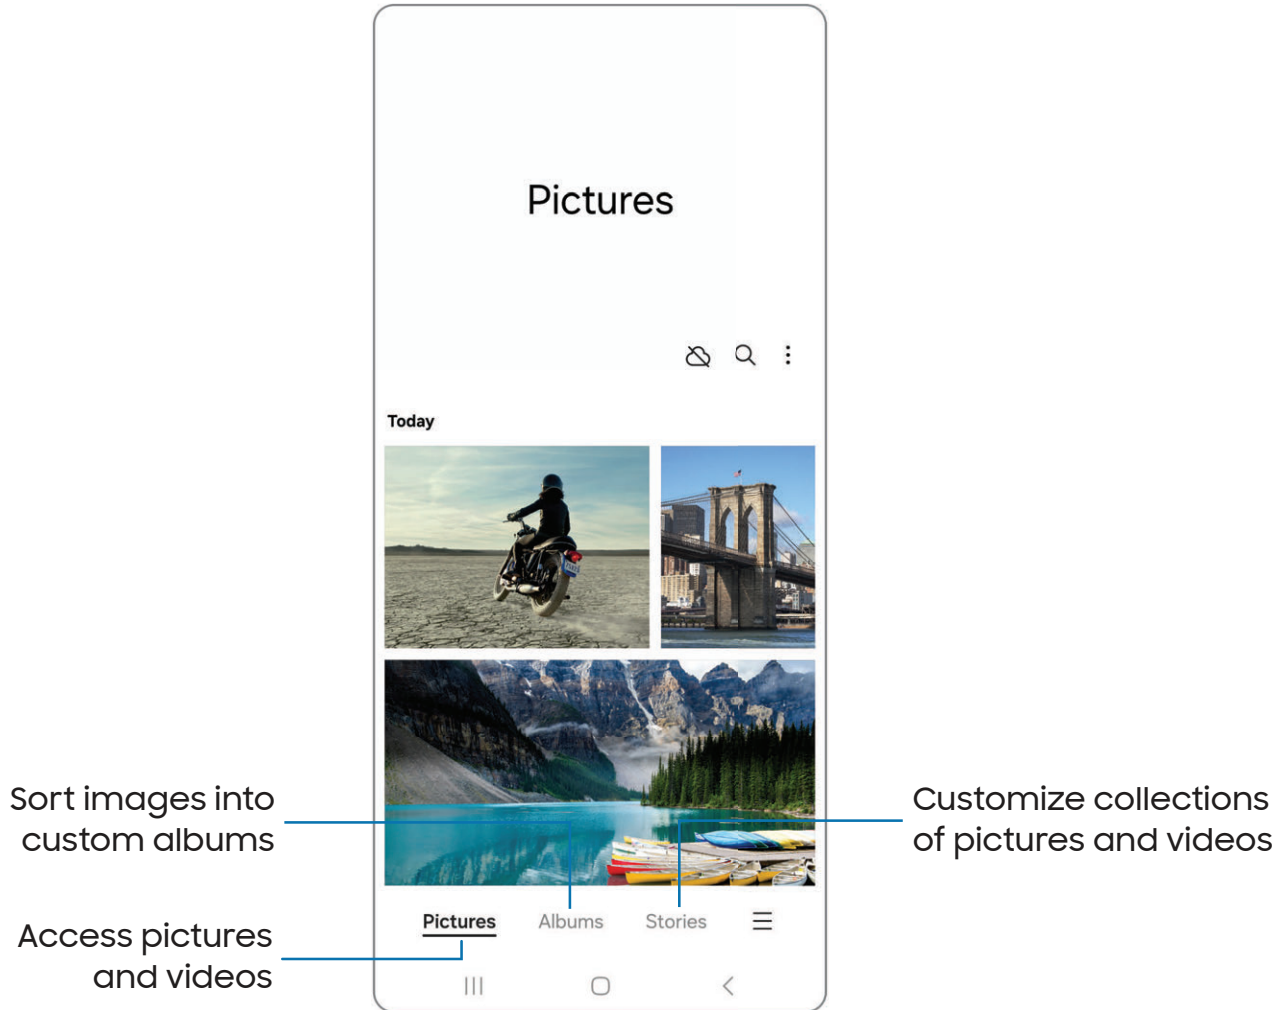 Pictures
Today
Sort images into
custom albums
Customize collections
of pictures and videos
Access pictures
and videos
Pictures
Albums
Stories